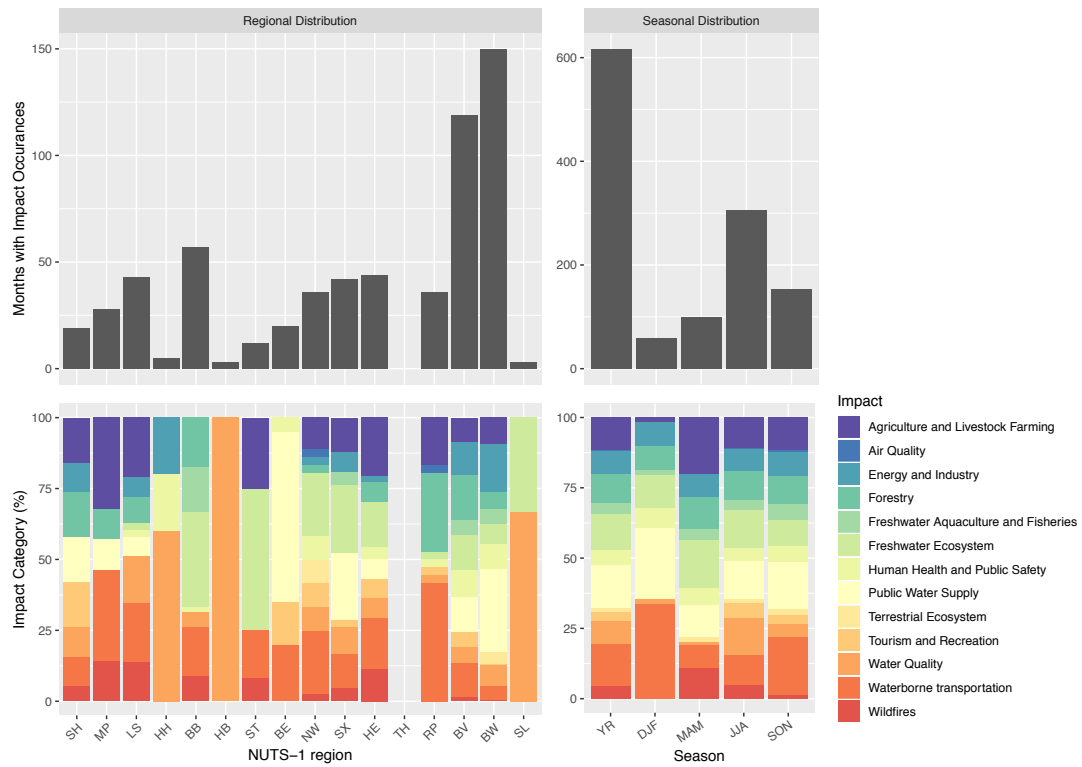 Regional Distribution
Seasonal Distribution
Months with Impact Occurances
150
100
50
0
600
400
200
0
Impact Category (%)
100
75
50
25
0
100
75
50
25
0
SH MP LS HH BB HB ST BE NW SX HE TH RP BV BW SL
NUTS−1 region
YR DJF MAM JJA SON
Season
Impact
Agriculture and Livestock Farming
Air Quality
Energy and Industry
Forestry
Freshwater Aquaculture and Fisheries
Freshwater Ecosystem
Human Health and Public Safety
Public Water Supply
Terrestrial Ecosystem
Tourism and Recreation
Water Quality
Waterborne transportation
Wildfires